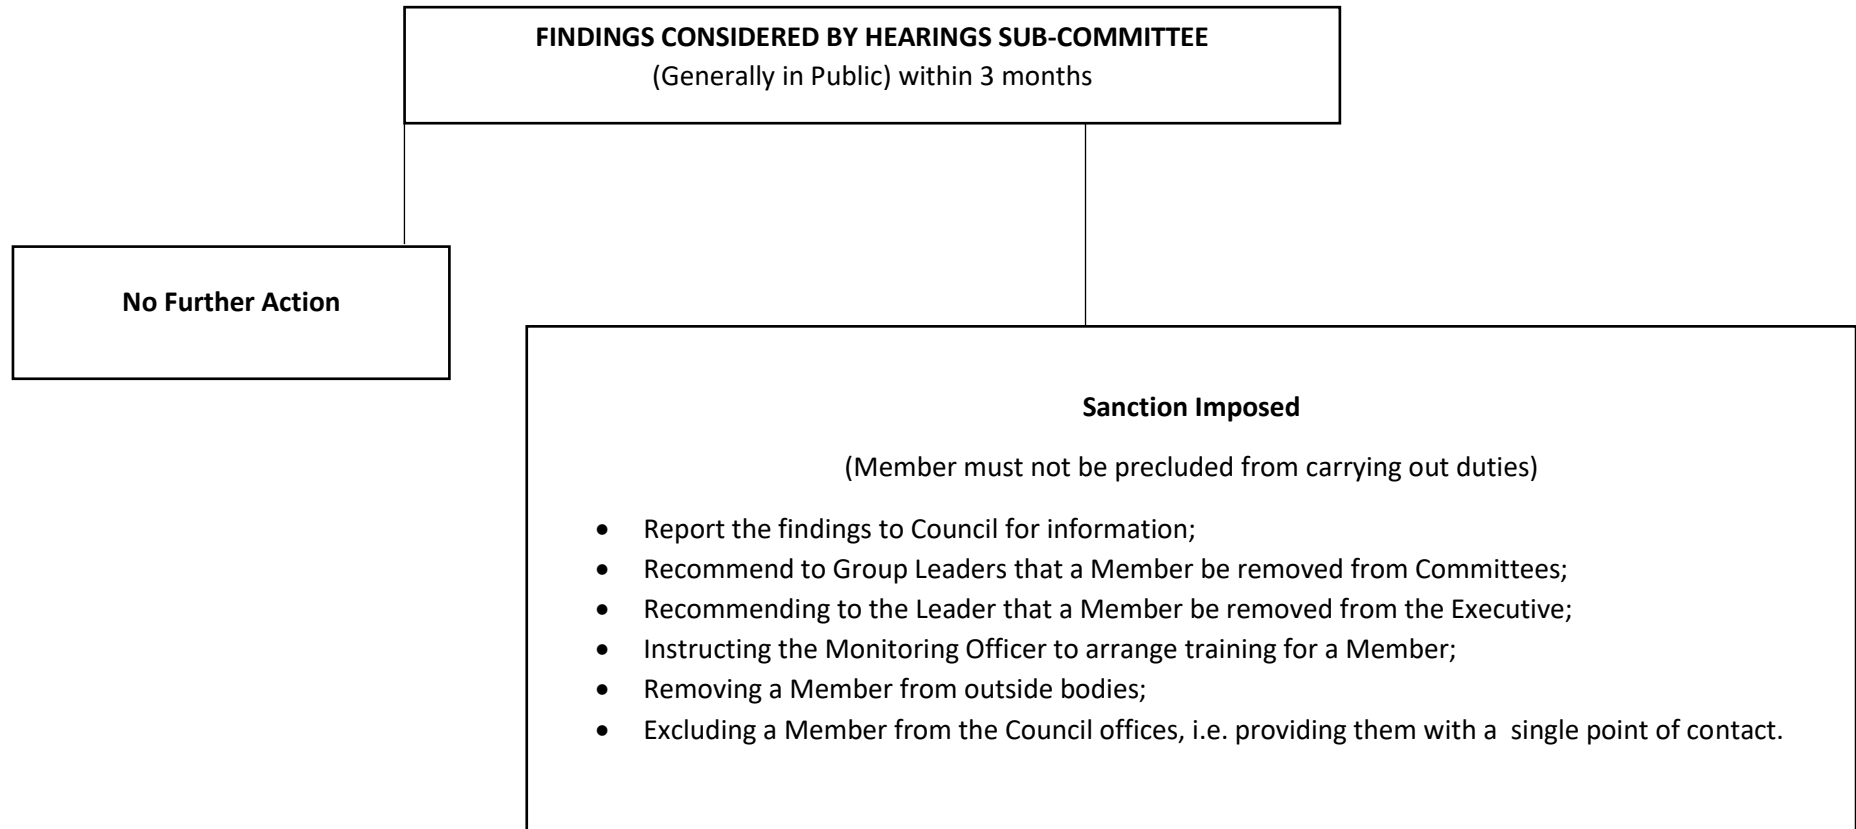 FINDINGS CONSIDERED BY HEARINGS SUB-COMMITTEE
(Generally in Public) within 3 months
No Further Action
Sanction Imposed
(Member must not be precluded from carrying out duties)
• Report the findings to Council for information;
• Recommend to Group Leaders that a Member be removed from Committees;
• Recommending to the Leader that a Member be removed from the Executive;
• Instructing the Monitoring Officer to arrange training for a Member;
• Removing a Member from outside bodies;
• Excluding a Member from the Council offices, i.e. providing them with a  single point of contact.